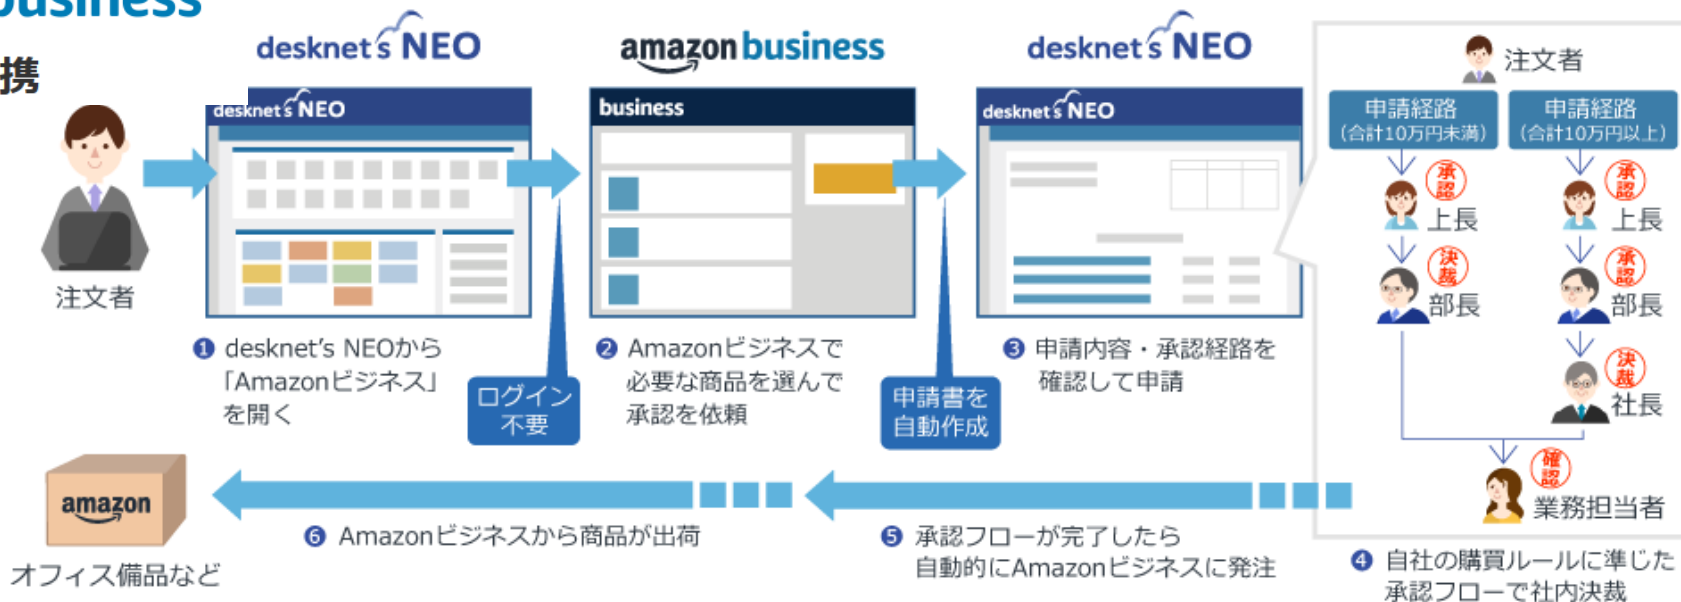 business
携
desknet's NEO
amazon business
desknet's NEO
desknet's NEO
business
desknet's NEO
注文者
❶ desknet's NEOから
「Amazonビジネス」
を開く
ログイン
不要
❷ Amazonビジネスで
必要な商品を選んで
承認を依頼
申請書を
自動作成
❸ 申請内容・承認経路を
確認して申請
注文者
申請経路
(合計10万円未満)
承認
上長
決裁
部長
申請経路
(合計10万円以上)
承認
上長
承認
部長
決裁
社長
確認
業務担当者
❹ 自社の購買ルールに準じた
承認フローで社内決裁
❺ 承認フローが完了したら
自動的にAmazonビジネスに発注
❻ Amazonビジネスから商品が出荷
amazon
オフィス備品など